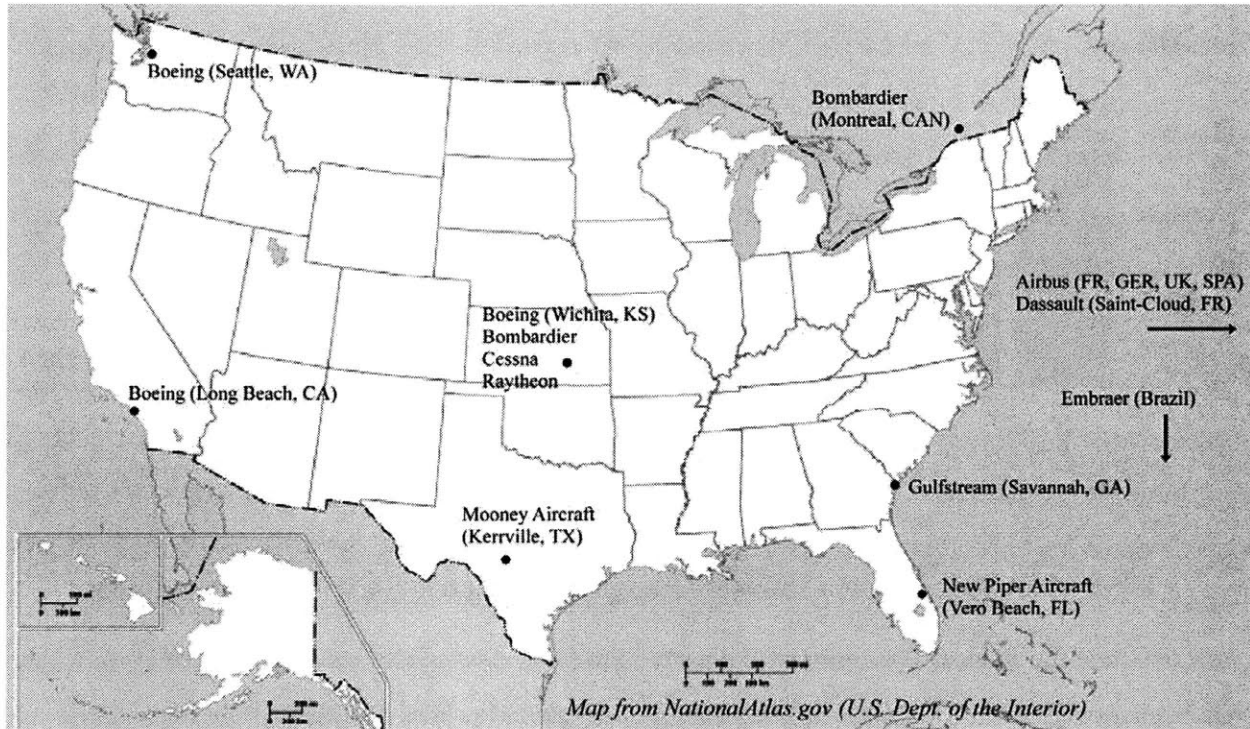 Boeing (Seattle, WA)
Bombardier
(Montreal, CAN)
Airbus (FR, GER, UK, SPA)
Dassault (Saint-Cloud, FR)
Boeing (Wichita, KS)
Bombardier
Cessna
Raytheon
Boeing (Long Beach, CA)
Embraer (Brazil)
Gulfstream (Savannah, GA)
Mooney Aircraft
(Kerrville, TX)
New Piper Aircraft
(Vero Beach, FL)
Map from NationalAtlas.gov (U.S. Dept. of the Interior)